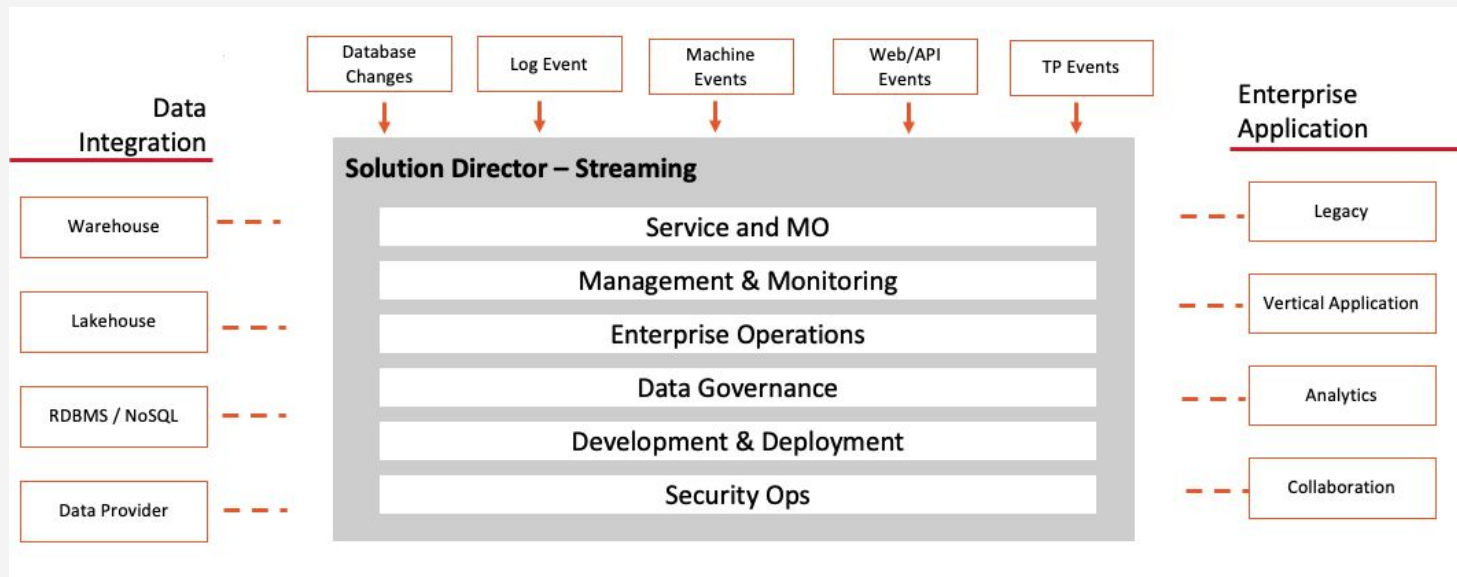 Database
Changes
Log Event
Machine
Events
Web/API
Events
TP Events
Data
Integration
Enterprise
Application
Solution Director – Streaming
Warehouse
Lakehouse
RDBMS / NoSQL
Data Provider
Service and MO
Management & Monitoring
Enterprise Operations
Data Governance
Development & Deployment
Security Ops
Legacy
Vertical Application
Analytics
Collaboration